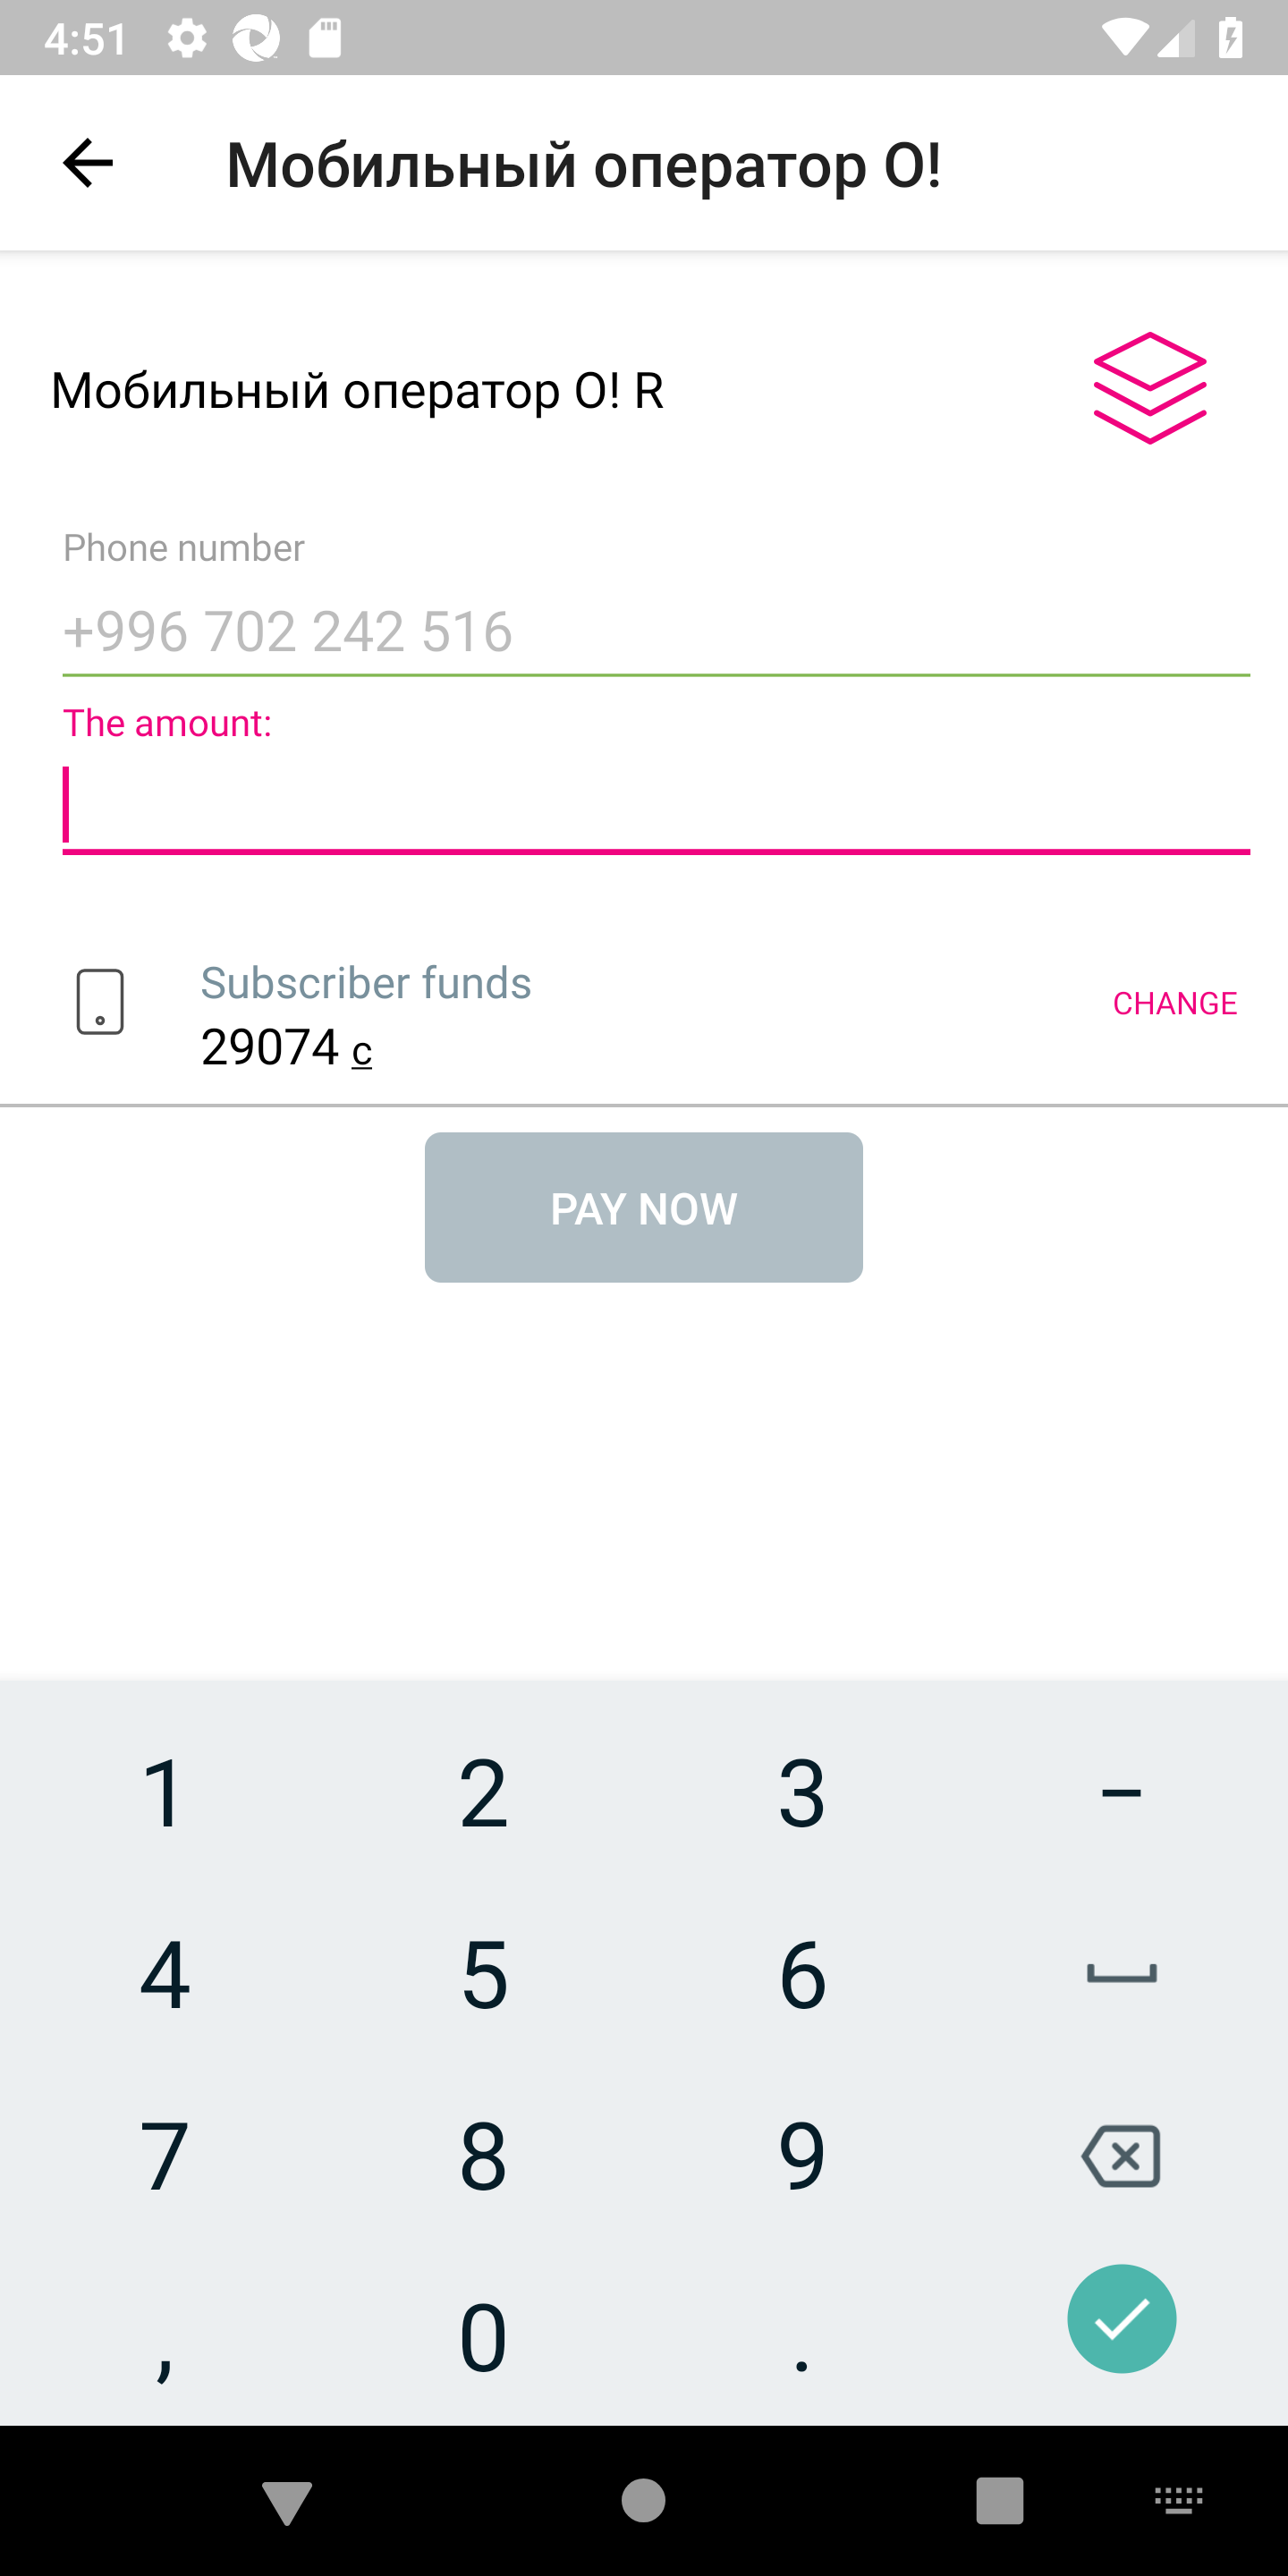 4:51
Мобильный оператор О!
Мобильный оператор О! R
Phone number
+996 702 242 516
The amount:
Subscriber funds
29074 с
CHANGE
PAY NOW
1 2 3 −
4 5 6
7 8 9
, 0 .